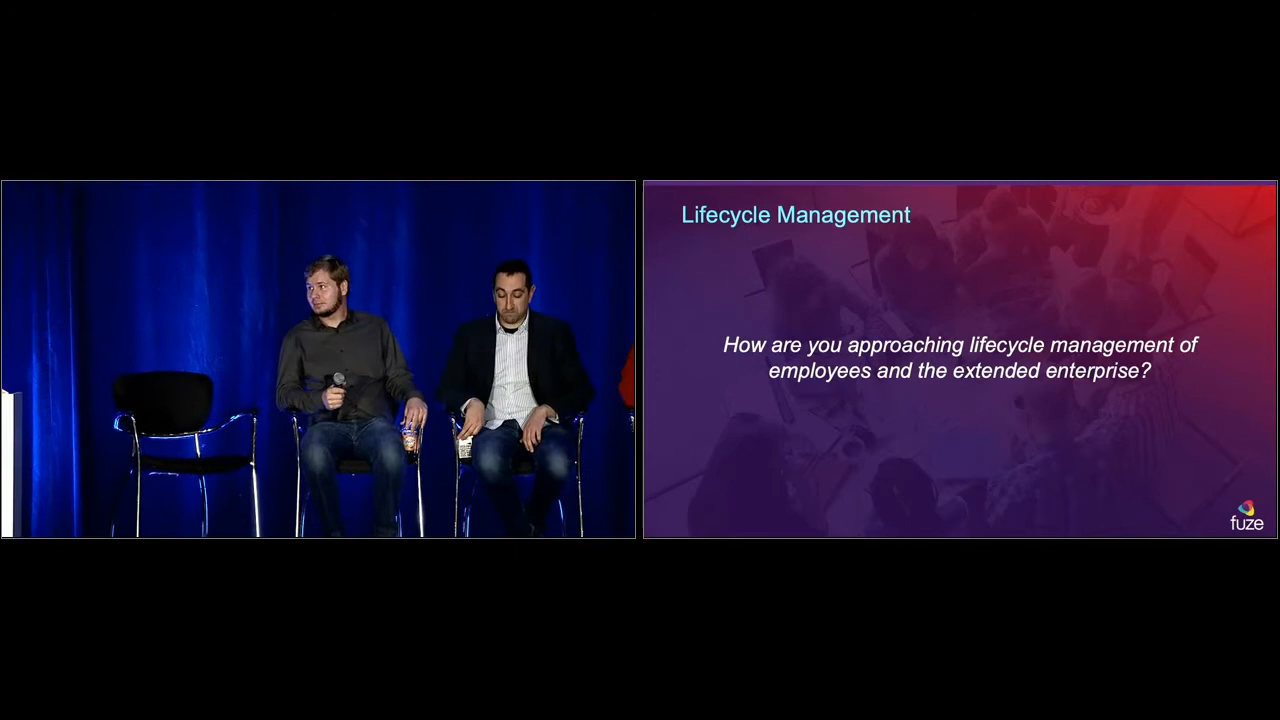 Lifecycle Management
How are you approaching lifecycle management of
employees and the extended enterprise?
fuze